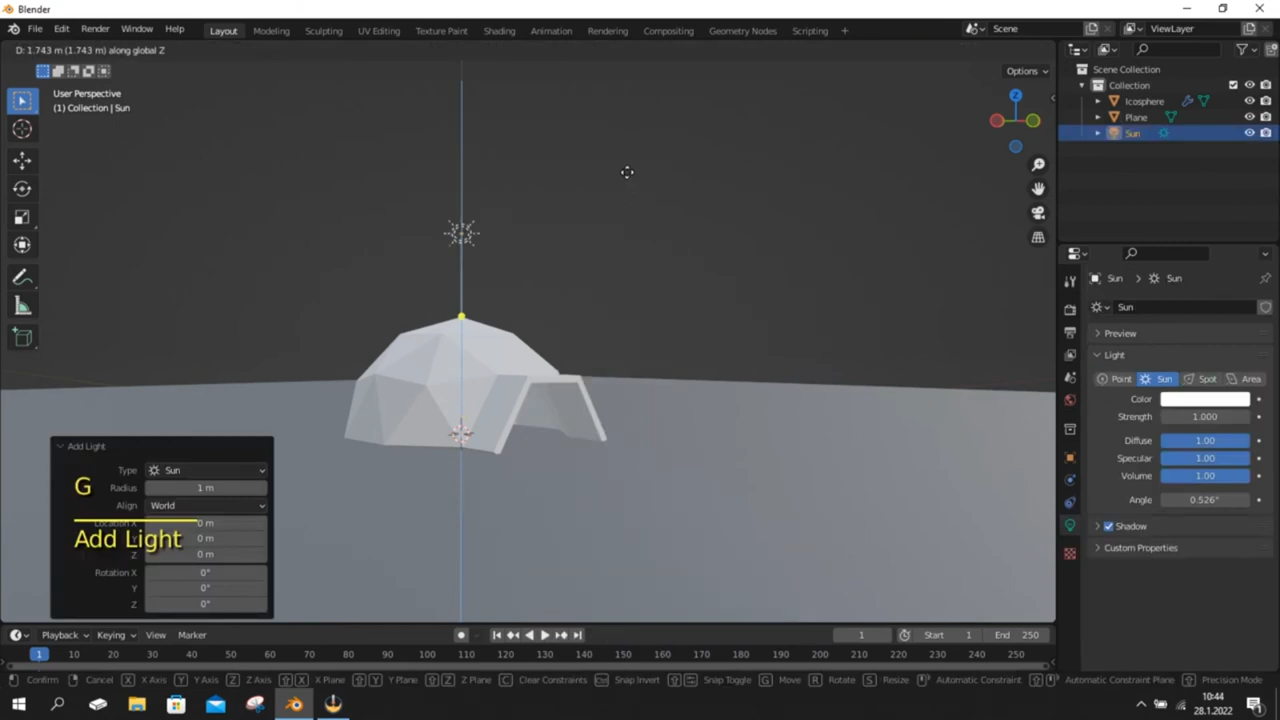 Blender
File Edit Render Window Help
Layout Modeling Sculpting UV Editing Texture Paint Shading Animation Rendering Compositing Geometry Nodes Scripting +
Scene
ViewLayer
D: 1.743 m (1.743 m) along global Z
Options
User Perspective
(1) Collection | Sun
Z
Scene Collection
Collection
Icosphere
Plane
Sun
Sun > Sun
Sun
Preview
Light
Point Sun Spot Area
Color
Strength 1.000
Diffuse 1.00
Specular 1.00
Volume 1.00
Angle 0.526°
Shadow
Custom Properties
Add Light
Type Sun
Radius 1 m
Align World
Location X 0 m
Y 0 m
Z 0 m
Rotation X 0°
Y 0°
Z 0°
G
Add Light
Playback Keying View Marker
1 Start 1 End 250
1 10 20 30 40 50 60 70 80 90 100 110 120 130 140 150 160 170 180 190 200 210 220 230 240 250
Confirm Cancel X X Axis Y Y Axis Z Z Axis X X Plane Y Y Plane Z Z Plane C Clear Constraints Ctrl Snap Invert Snap Toggle G Move R Rotate S Resize Automatic Constraint Automatic Constraint Plane Precision Mode
10:44
28.1.2022